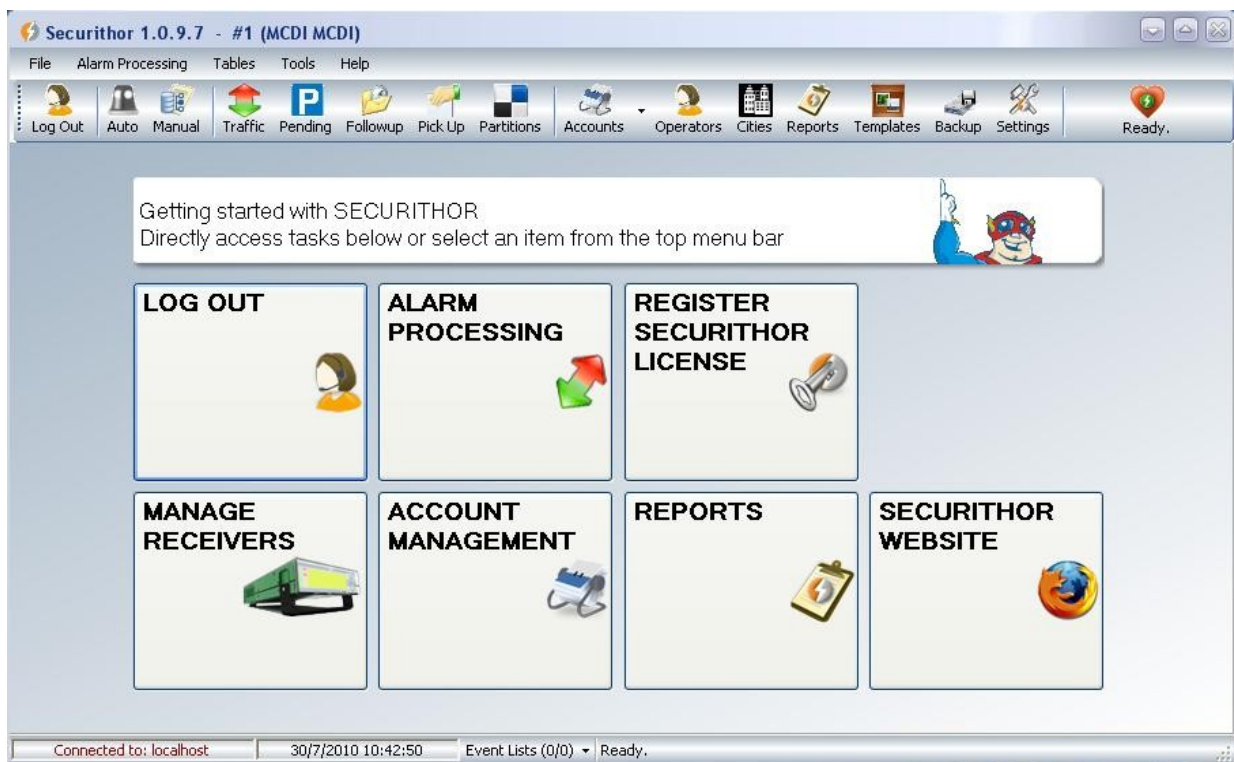 Securithor 1.0.9.7 - #1 (MCDI MCDI)
File Alarm Processing Tables Tools Help
Log Out Auto Manual Traffic Pending Followup Pick Up Partitions Accounts Operators Cities Reports Templates Backup Settings Ready.
Getting started with SECURITHOR
Directly access tasks below or select an item from the top menu bar
LOG OUT
ALARM
PROCESSING
REGISTER
SECURITHOR
LICENSE
MANAGE
RECEIVERS
ACCOUNT
MANAGEMENT
REPORTS
SECURITHOR
WEBSITE
Connected to: localhost 30/7/2010 10:42:50 Event Lists (0/0) Ready.